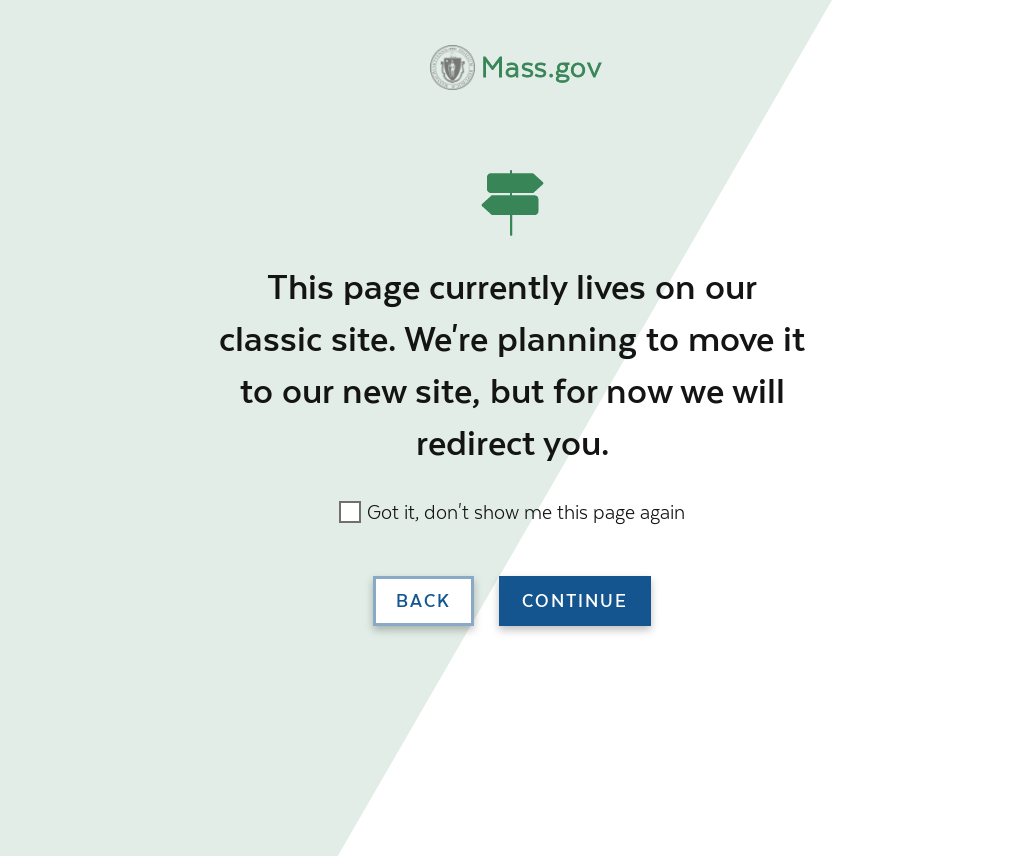 Mass.gov
This page currently lives on our
classic site. We're planning to move it
to our new site, but for now we will
redirect you.
Got it, don't show me this page again
BACK
CONTINUE